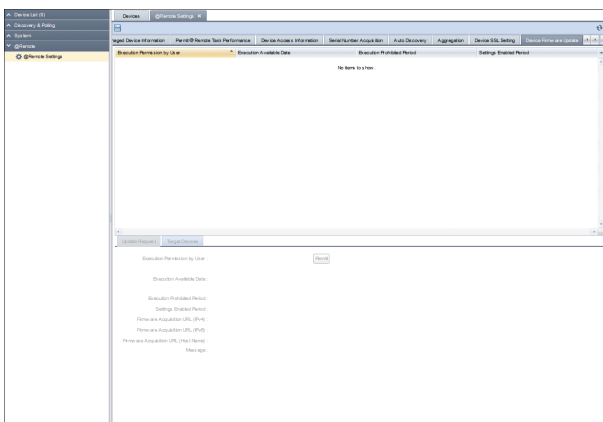 Device List (0)
Discovery & Polling
System
@Remote
@Remote Settings
Devices @Remote Settings
naged Device Information Permit @Remote Task Performance Device Access Information Serial Number Acquisition Auto Discovery Aggregation Device SSL Setting Device Firmware Update
Execution Permission by User Execution Available Date Execution Prohibited Period Settings Enabled Period
No items to show.
Update Request Target Devices
Execution Permission by User : Permit
Execution Available Date :
Execution Prohibited Period :
Settings Enabled Period :
Firmware Acquisition URL (IPv4) :
Firmware Acquisition URL (IPv6) :
Firmware Acquisition URL (Host Name) :
Message :